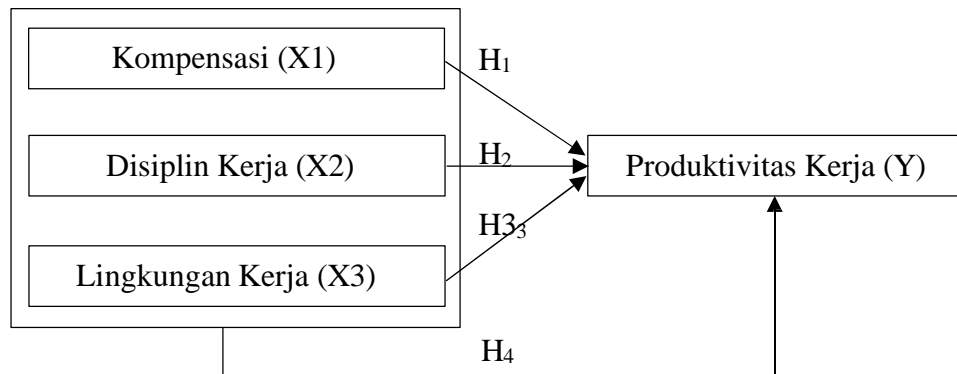 Kompensasi (X1)
H₁
Disiplin Kerja (X2)
H₂
Produktivitas Kerja (Y)
H3₃
Lingkungan Kerja (X3)
H₄